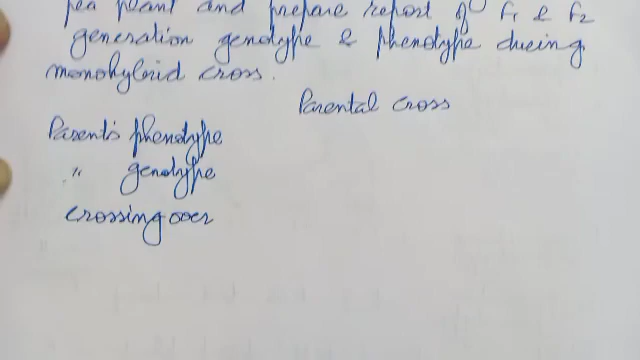 pea plant and prepare report of F1 & F2
generation genotype & phenotype during
monohybrid cross.
Parental cross
Parent's phenotype
" genotype
crossing over